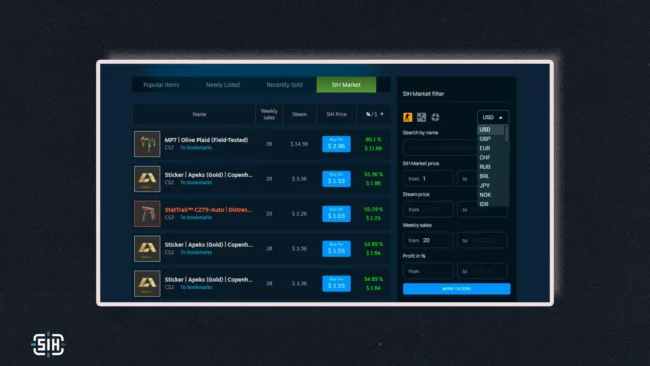 Popular Items
Newly Listed
Recently Sold
SIH Market
Name
Weekly sales
Steam
SIH Price
% / $
MP7 | Olive Plaid (Field-Tested)
CS2 To bookmarks
36
$ 14.56
Buy For
$ 2.96
80.1 %
$ 11.66
Sticker | Apeks (Gold) | Copenh...
CS2 To bookmarks
28
$ 3.36
Buy For
$ 1.53
55.36 %
$ 1.86
StatTrak™ CZ75-Auto | Distres...
CS2 To bookmarks
20
$ 2.26
Buy For
$ 1.03
55.09 %
$ 1.25
Sticker | Apeks (Gold) | Copenh...
CS2 To bookmarks
28
$ 3.36
Buy For
$ 1.55
54.89 %
$ 1.84
Sticker | Apeks (Gold) | Copenh...
CS2 To bookmarks
28
$ 3.36
Buy For
$ 1.55
54.89 %
$ 1.84
SIH Market filter
USD
USD
GBP
EUR
CHF
RUB
BRL
JPY
NOK
IDR
Search by name
SIH Market price
from 1
to
Steam price
from
to
Weekly sales
from 20
to
Profit in %
from
to
MORE FILTERS
SIH